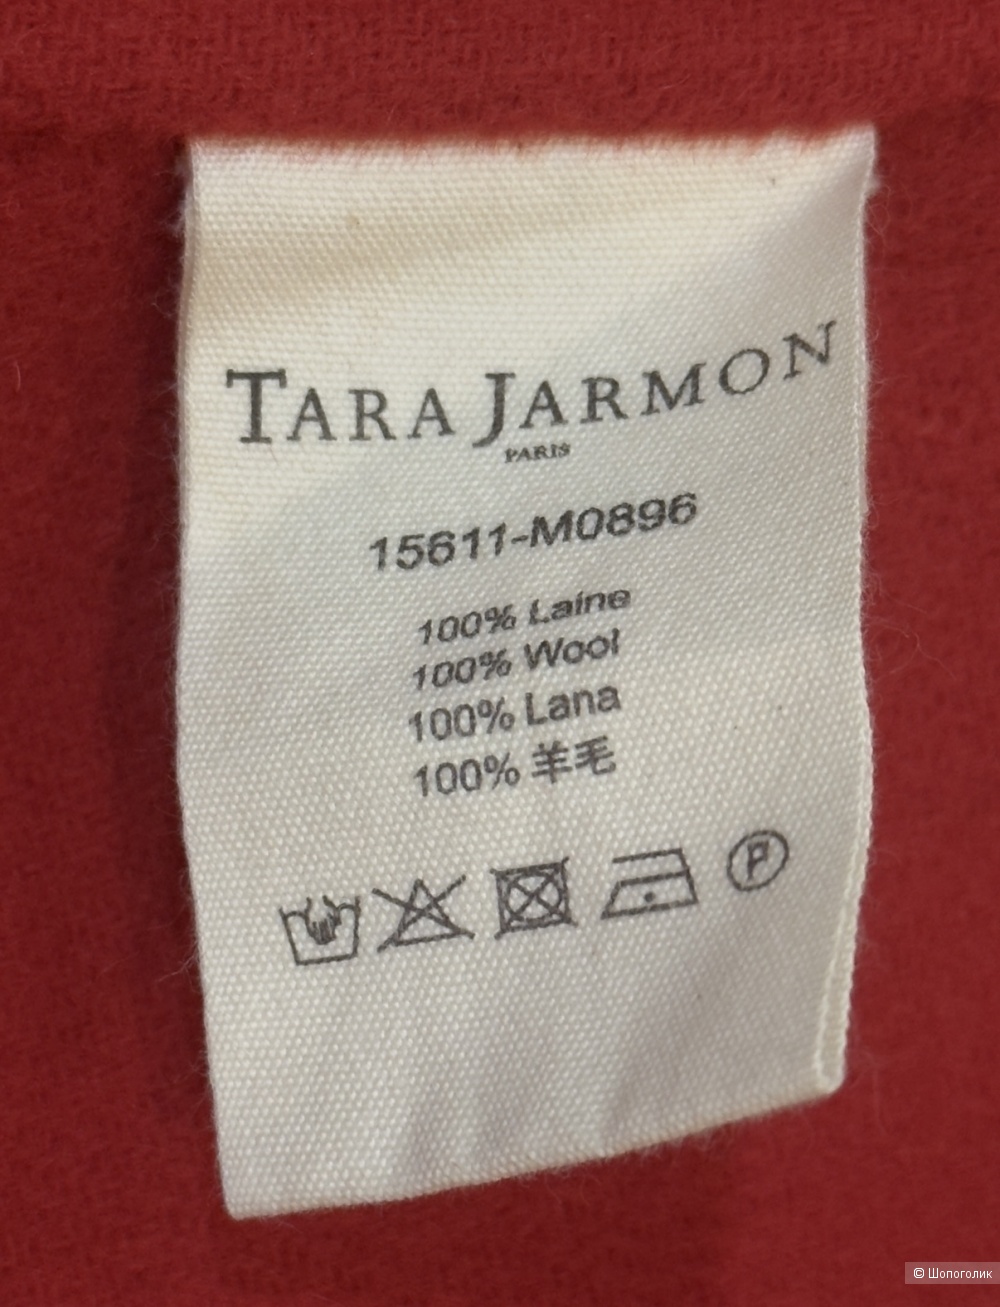 TARA JARMON
PARIS
15611-M0896
100% Laine
100% Wool
100% Lana
100% 羊毛
P
© Шопоголик